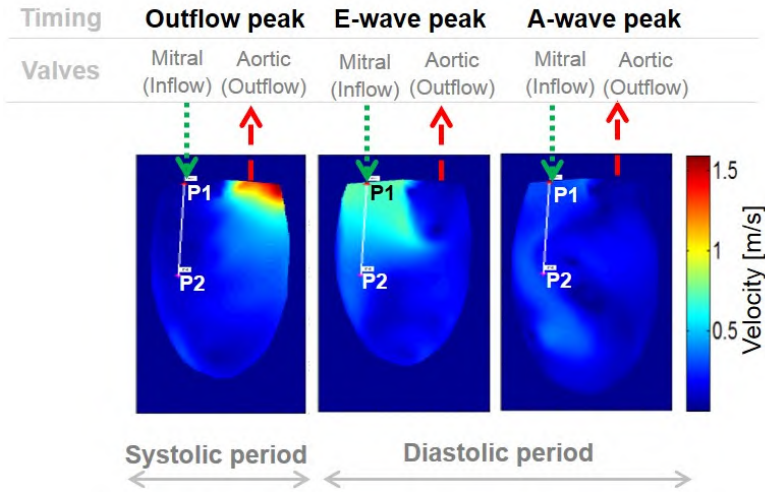 Timing Outflow peak E-wave peak A-wave peak
Valves Mitral (Inflow) Aortic (Outflow) Mitral (Inflow) Aortic (Outflow) Mitral (Inflow) Aortic (Outflow)
P1 P1 P1
P2 P2 P2
1.5
1
0.5
Velocity [m/s]
Systolic period Diastolic period